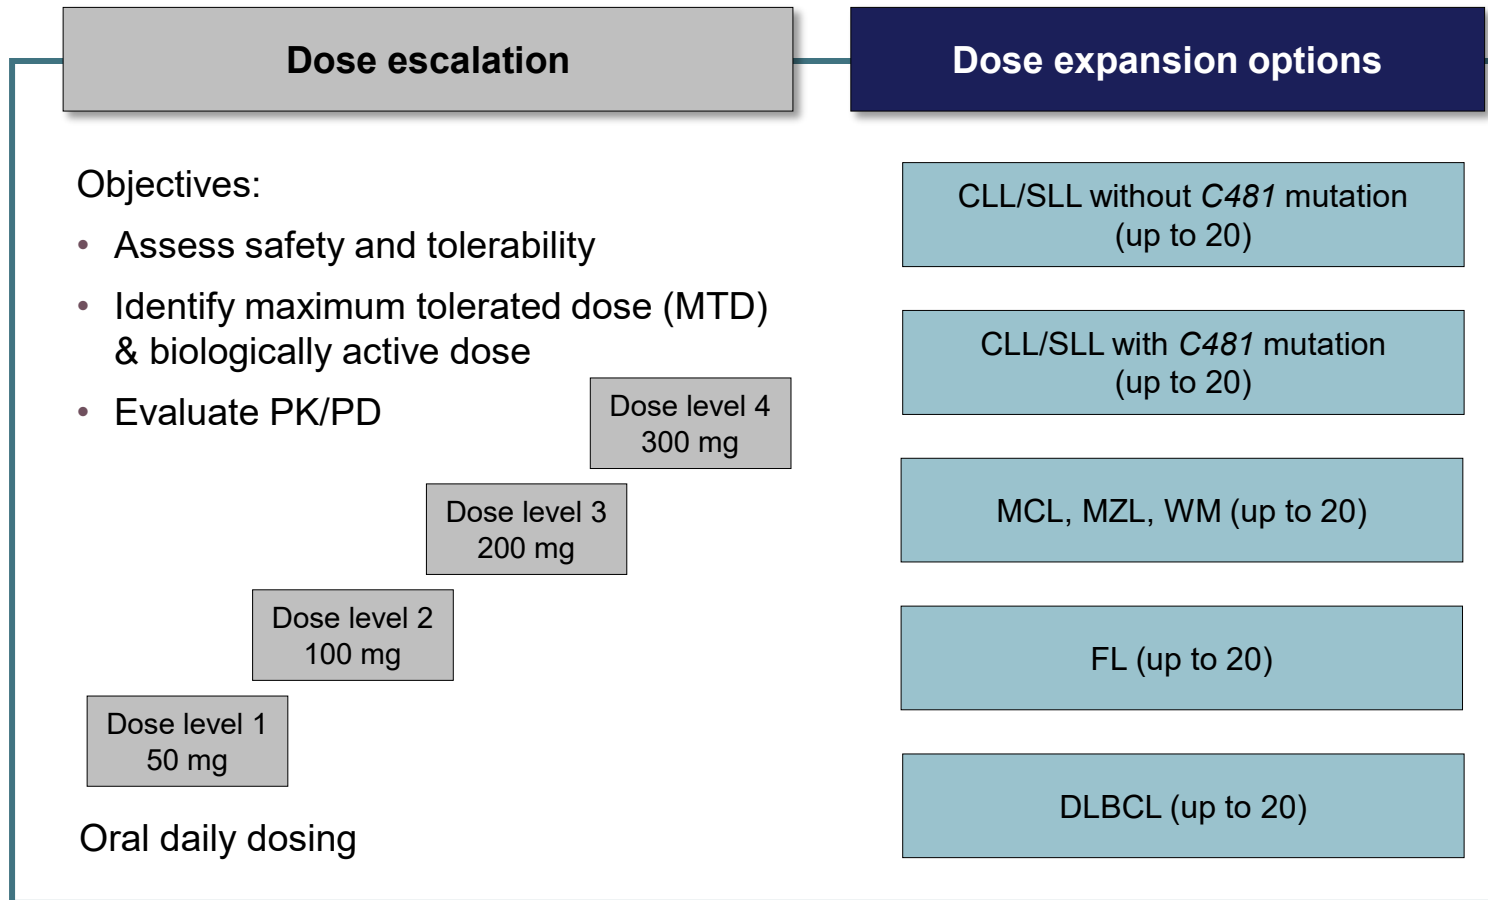 Dose escalation
Objectives:
• Assess safety and tolerability
• Identify maximum tolerated dose (MTD)
& biologically active dose
• Evaluate PK/PD
Dose level 4
300 mg
Dose level 3
200 mg
Dose level 2
100 mg
Dose level 1
50 mg
Oral daily dosing
Dose expansion options
CLL/SLL without C481 mutation
(up to 20)
CLL/SLL with C481 mutation
(up to 20)
MCL, MZL, WM (up to 20)
FL (up to 20)
DLBCL (up to 20)